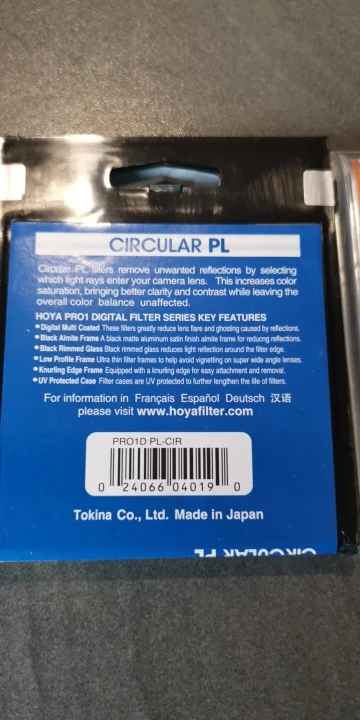 CIRCULAR PL
Circular PL filters remove unwanted reflections by selecting
which light rays enter your camera lens. This increases color
saturation, bringing better clarity and contrast while leaving the
overall color balance unaffected.
HOYA PRO1 DIGITAL FILTER SERIES KEY FEATURES
•Digital Multi Coated These filters greatly reduce lens flare and ghosting caused by reflections.
•Black Almite Frame A black matte aluminum satin finish almite frame for reducng reflections.
•Black Rimmed Glass Black rimmed glass reduces light reflection around the filter edge.
•Low Profile Frame Ultra thin filter frames to help avoid vignetting on super wide angle lenses.
•Knurling Edge Frame Equipped with a knurling edge for easy attachment and removal.
•UV Protected Case Filter cases are UV protected to further lengthen the life of filters.
For information in Français Español Deutsch 汉语
please visit www.hoyafilter.com
PRO1D PL-CIR
0 24066 04019 0
Tokina Co., Ltd. Made in Japan
CIRCULAR PL